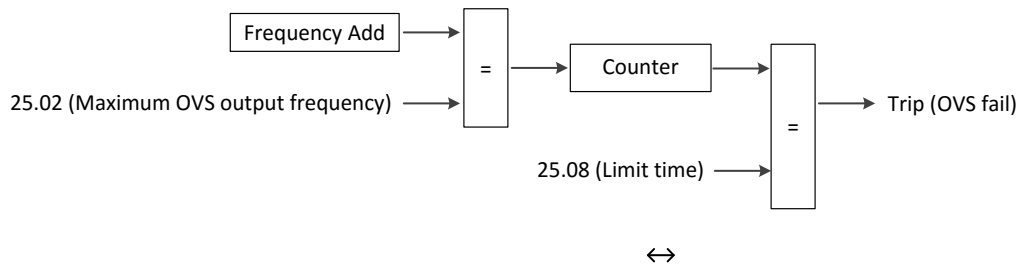 Frequency Add
=
Counter
25.02 (Maximum OVS output frequency)
=
Trip (OVS fail)
25.08 (Limit time)
↔